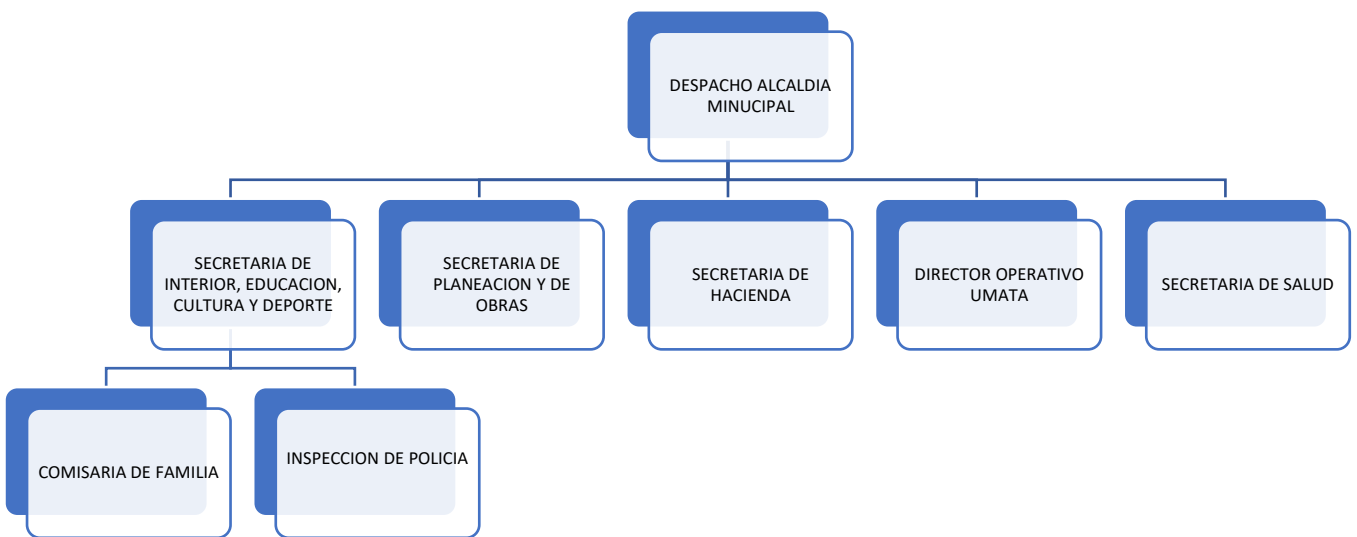 DESPACHO ALCALDIA
MINUCIPAL
SECRETARIA DE
INTERIOR, EDUCACION,
CULTURA Y DEPORTE
SECRETARIA DE
PLANEACION Y DE
OBRAS
SECRETARIA DE
HACIENDA
DIRECTOR OPERATIVO
UMATA
SECRETARIA DE SALUD
COMISARIA DE FAMILIA
INSPECCION DE POLICIA